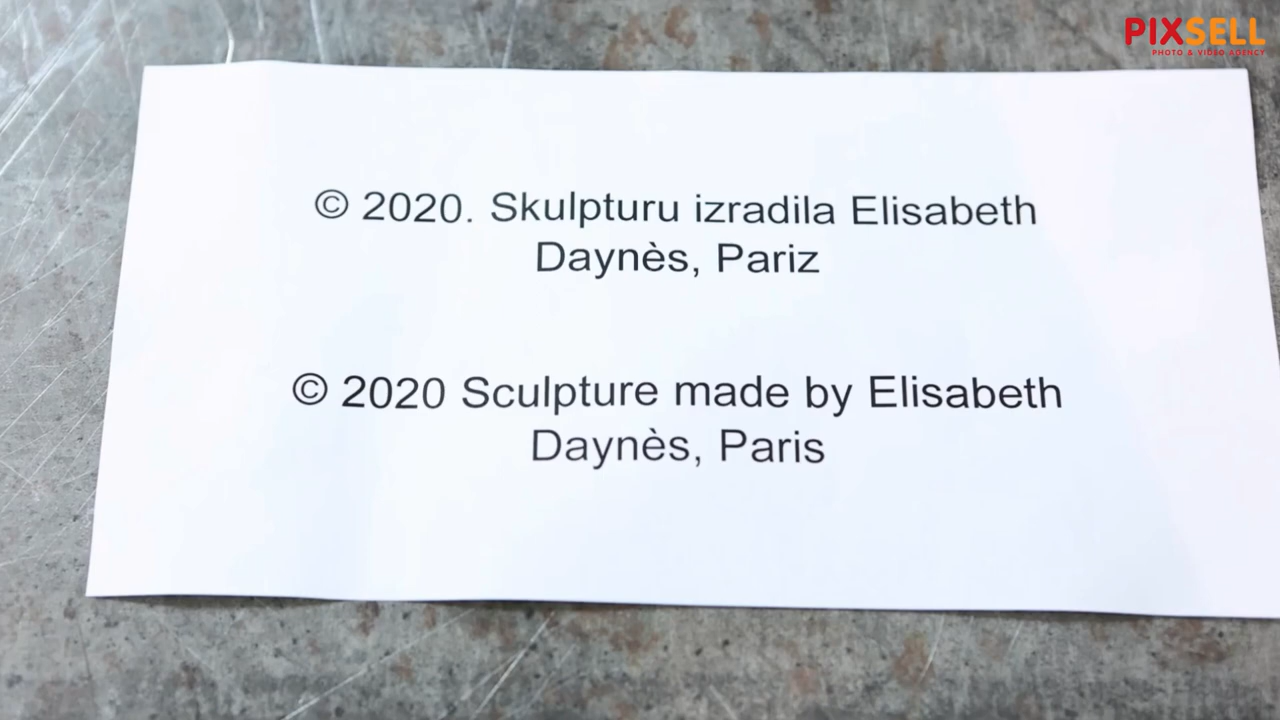 PIXSELL
PHOTO & VIDEO AGENCY
© 2020. Skulpturu izradila Elisabeth
Daynès, Pariz
© 2020 Sculpture made by Elisabeth
Daynès, Paris